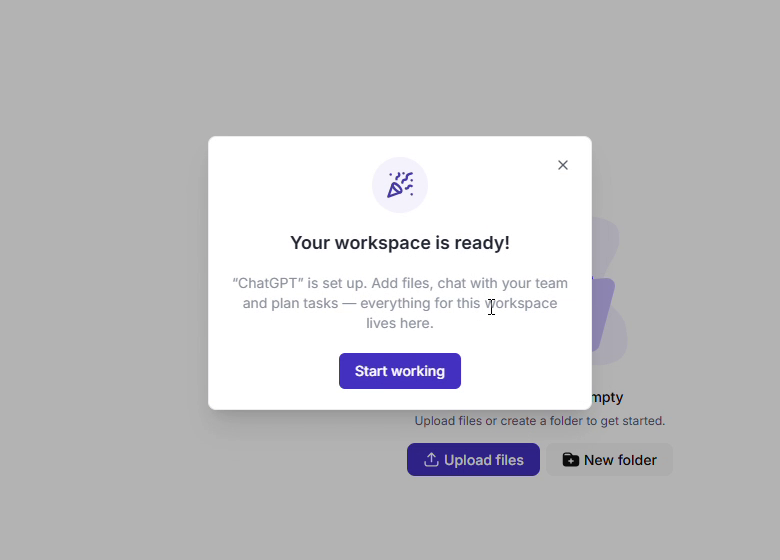 Your workspace is ready!
“ChatGPT” is set up. Add files, chat with your team
and plan tasks — everything for this workspace
lives here.
Start working
Upload files or create a folder to get started.
Upload files
New folder